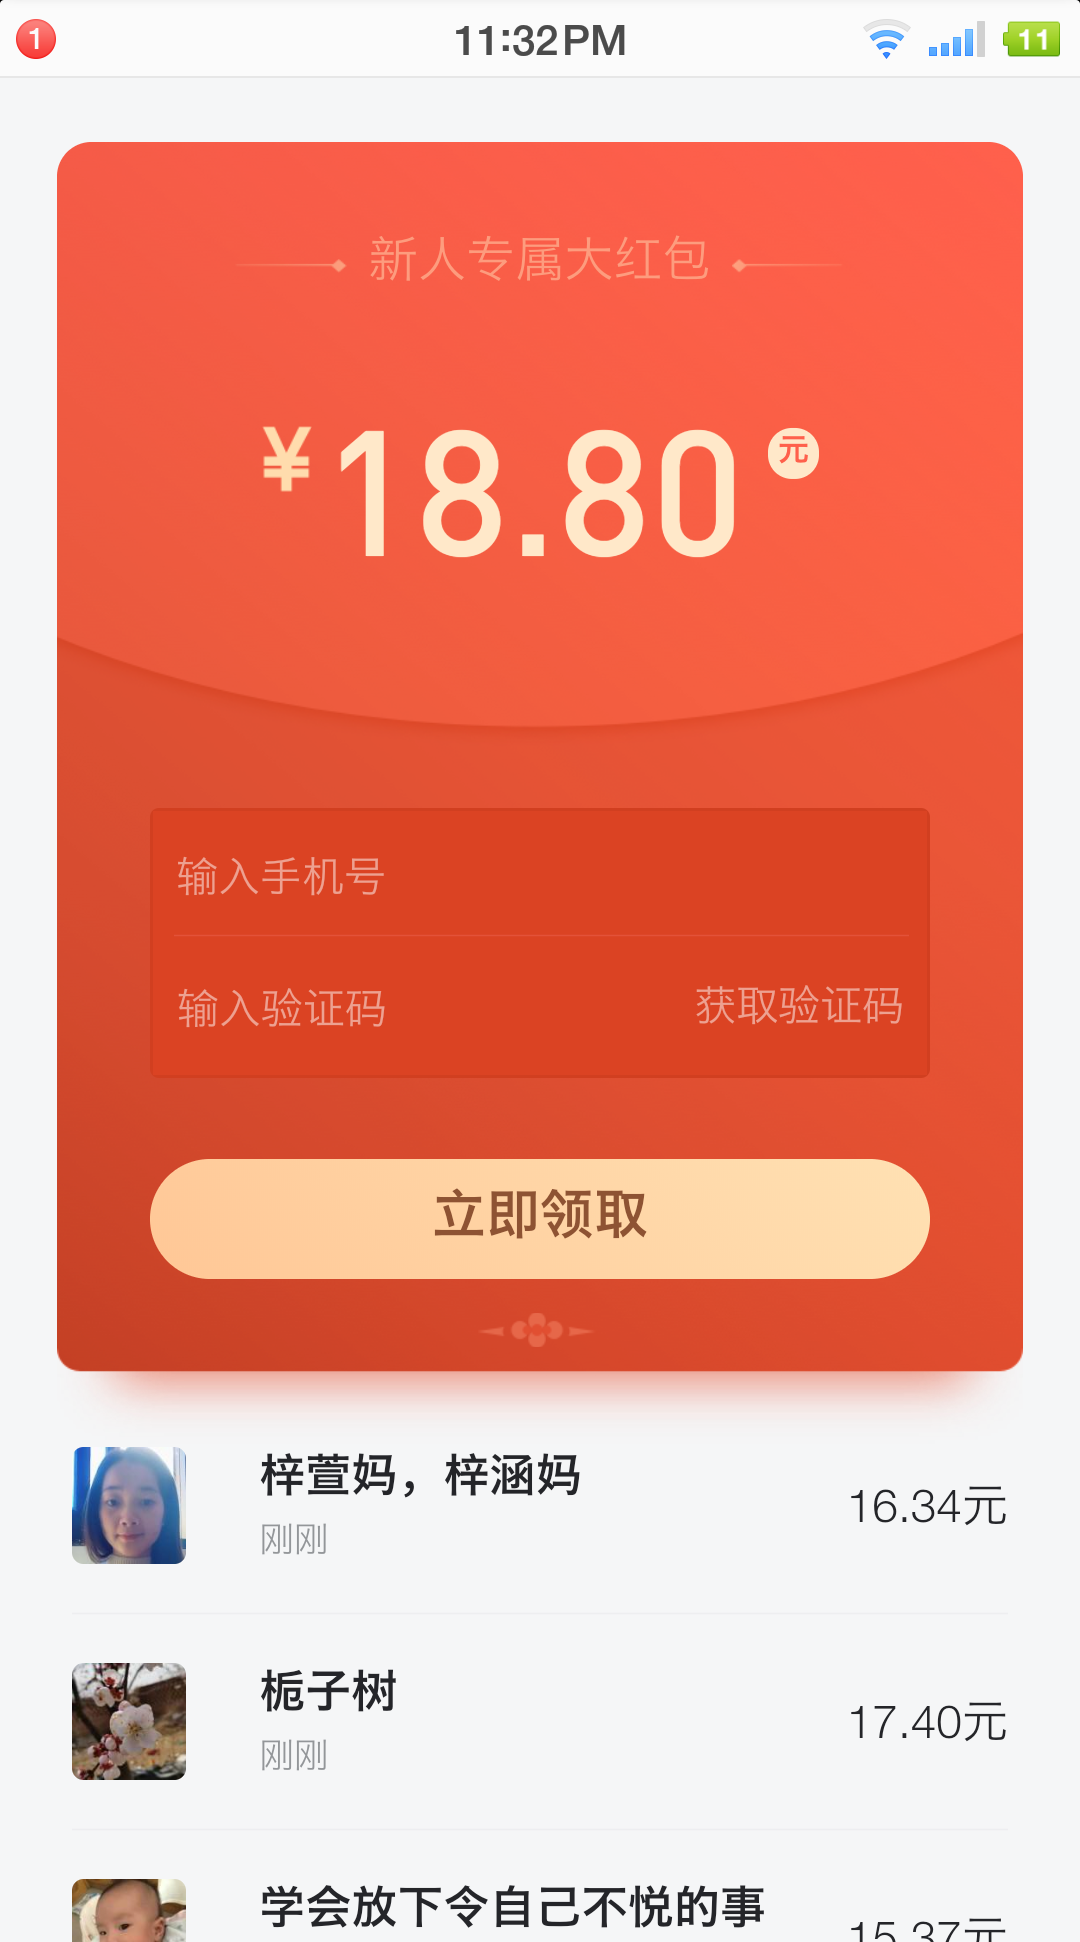 1 11:32PM 11
新人专属大红包
¥18.80元
输入手机号
输入验证码 获取验证码
立即领取
梓萱妈，梓涵妈
刚刚
16.34元
栀子树
刚刚
17.40元
学会放下令自己不悦的事
15.37元